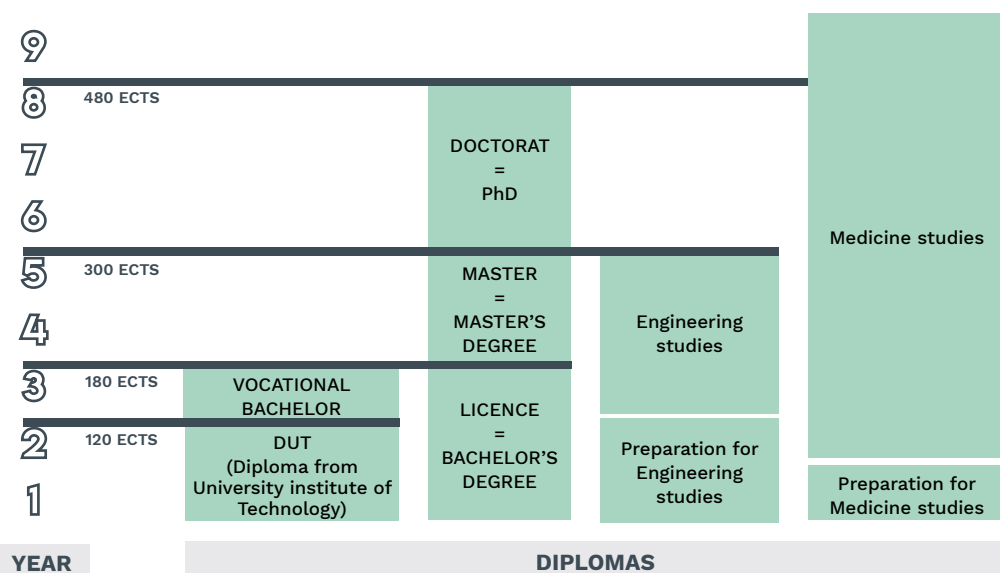 9
8
480 ECTS
7
6
5
300 ECTS
4
3
180 ECTS
2
120 ECTS
1
VOCATIONAL
BACHELOR
DUT
(Diploma from
University institute of
Technology)
DOCTORAT
=
PhD
MASTER
=
MASTER’S
DEGREE
LICENCE
=
BACHELOR’S
DEGREE
Engineering
studies
Preparation for
Engineering
studies
Medicine studies
Preparation for
Medicine studies
YEAR
DIPLOMAS